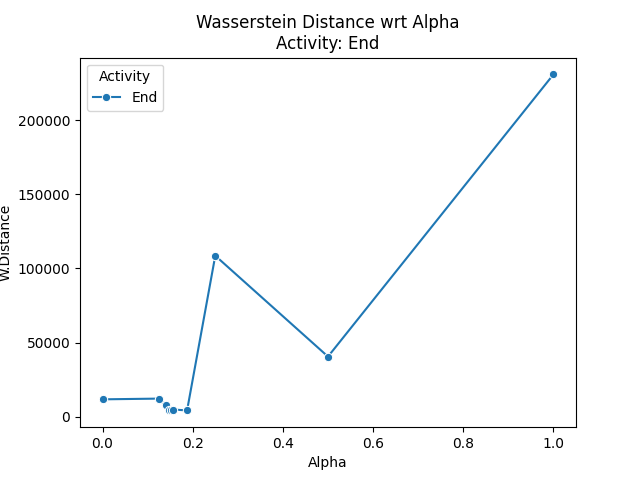 Wasserstein Distance wrt Alpha
Activity: End
Activity
End
W.Distance
200000
150000
100000
50000
0
0.0 0.2 0.4 0.6 0.8 1.0
Alpha